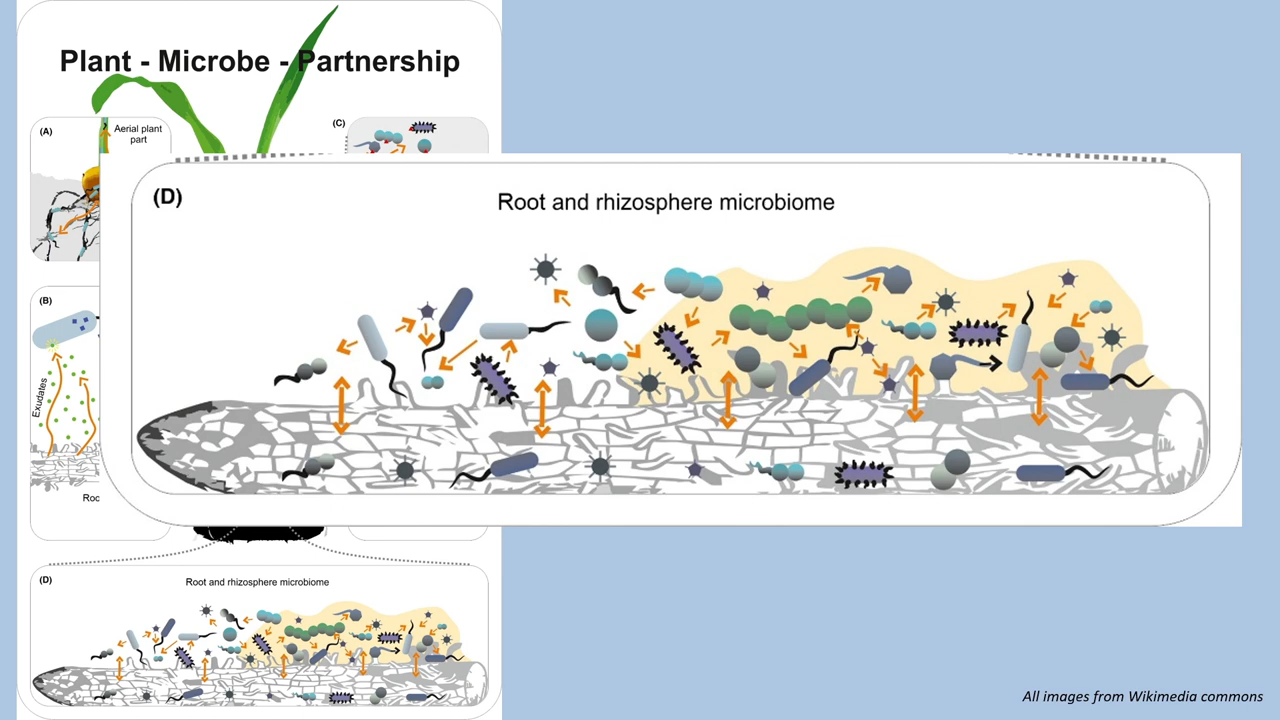 Plant - Microbe - Partnership
(A)
Aerial plant
part
(C)
(D)
Root and rhizosphere microbiome
(B)
Exudates
(D)
Root and rhizosphere microbiome
All images from Wikimedia commons